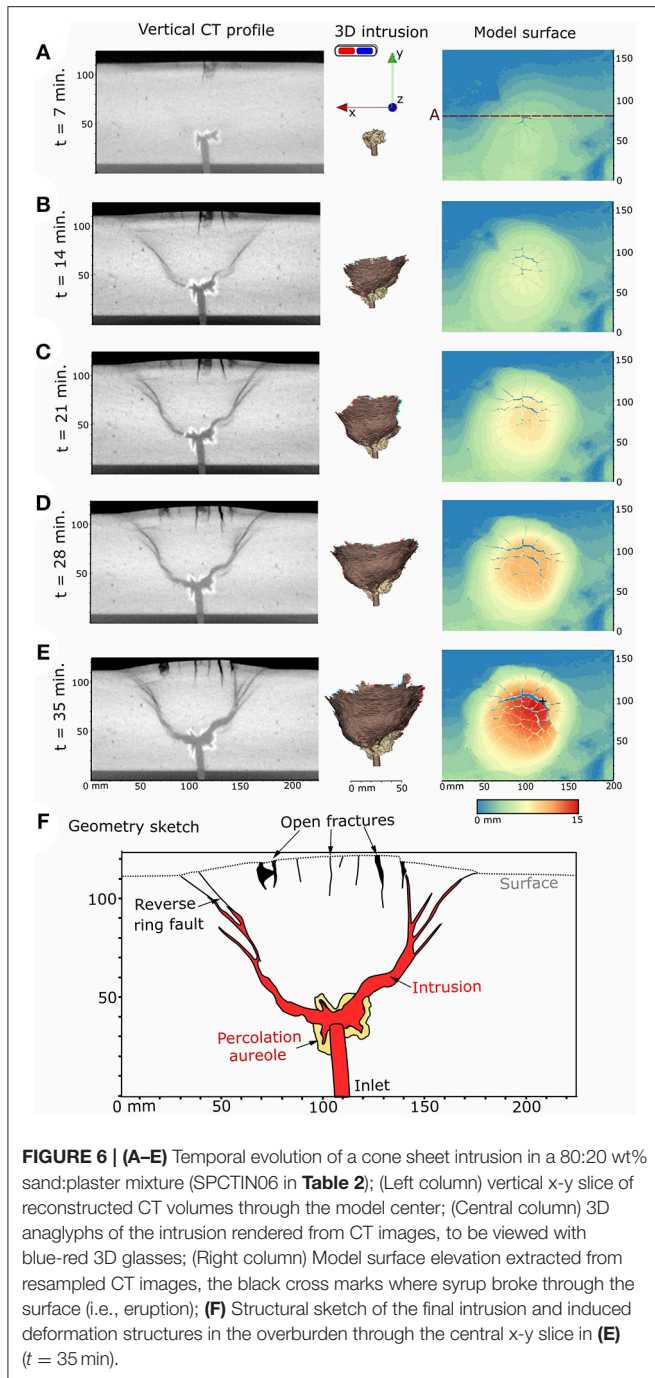 Vertical CT profile
3D intrusion
Model surface
A
t = 7 min.
100
50
y
x
z
A
150
100
50
0
B
t = 14 min.
100
50
150
100
50
0
C
t = 21 min.
100
50
150
100
50
0
D
t = 28 min.
100
50
150
100
50
0
E
t = 35 min.
100
50
150
100
50
0 mm
50
100
150
200
0 mm
50
0 mm
50
100
150
200
0 mm
15
F
Geometry sketch
Open fractures
Surface
100
Reverse
ring fault
Intrusion
50
Percolation
aureole
Inlet
0 mm
50
100
150
200
FIGURE 6 | (A–E) Temporal evolution of a cone sheet intrusion in a 80:20 wt%
sand:plaster mixture (SPCTIN06 in Table 2); (Left column) vertical x-y slice of
reconstructed CT volumes through the model center; (Central column) 3D
anaglyphs of the intrusion rendered from CT images, to be viewed with
blue-red 3D glasses; (Right column) Model surface elevation extracted from
resampled CT images, the black cross marks where syrup broke through the
surface (i.e., eruption); (F) Structural sketch of the final intrusion and induced
deformation structures in the overburden through the central x-y slice in (E)
(t = 35 min).